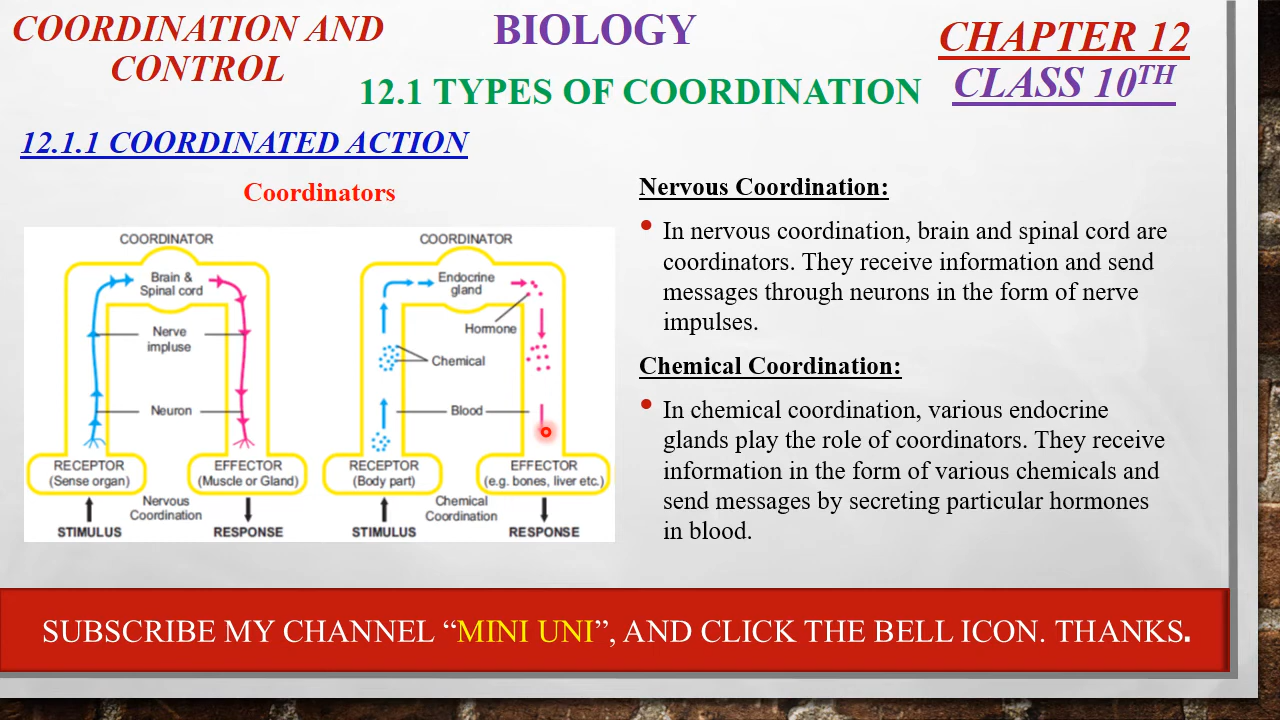 COORDINATION AND
CONTROL
BIOLOGY
CHAPTER 12
CLASS 10TH
12.1 TYPES OF COORDINATION
12.1.1 COORDINATED ACTION
Coordinators
COORDINATOR
Brain &
Spinal cord
Nerve
impluse
Neuron
RECEPTOR
(Sense organ)
EFFECTOR
(Muscle or Gland)
Nervous
Coordination
STIMULUS
RESPONSE
COORDINATOR
Endocrine
gland
Hormone
Chemical
Blood
RECEPTOR
(Body part)
EFFECTOR
(e.g. bones, liver etc.)
Chemical
Coordination
STIMULUS
RESPONSE
Nervous Coordination:
• In nervous coordination, brain and spinal cord are
coordinators. They receive information and send
messages through neurons in the form of nerve
impulses.
Chemical Coordination:
• In chemical coordination, various endocrine
glands play the role of coordinators. They receive
information in the form of various chemicals and
send messages by secreting particular hormones
in blood.
SUBSCRIBE MY CHANNEL “MINI UNI”, AND CLICK THE BELL ICON. THANKS.